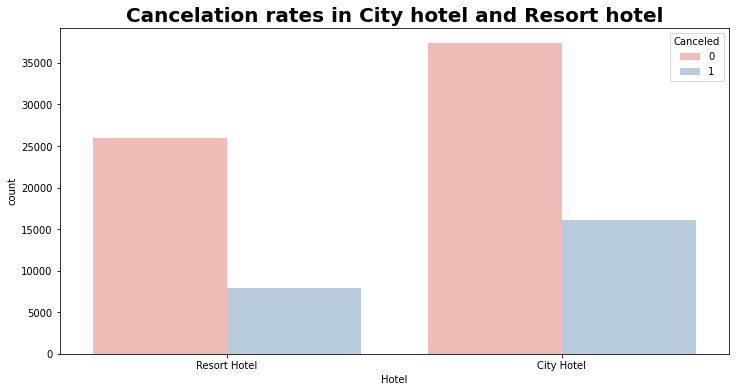 Cancelation rates in City hotel and Resort hotel
Canceled
0
1
35000
30000
25000
20000
15000
10000
5000
0
count
Resort Hotel
City Hotel
Hotel